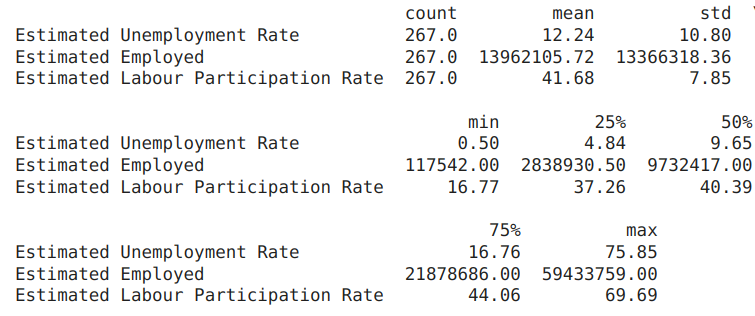 count mean std
Estimated Unemployment Rate 267.0 12.24 10.80
Estimated Employed 267.0 13962105.72 13366318.36
Estimated Labour Participation Rate 267.0 41.68 7.85
min 25% 50%
Estimated Unemployment Rate 0.50 4.84 9.65
Estimated Employed 117542.00 2838930.50 9732417.00
Estimated Labour Participation Rate 16.77 37.26 40.39
75% max
Estimated Unemployment Rate 16.76 75.85
Estimated Employed 21878686.00 59433759.00
Estimated Labour Participation Rate 44.06 69.69